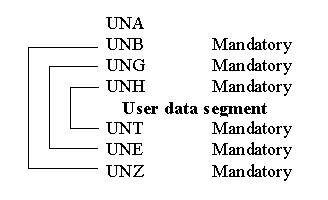 UNA
UNB Mandatory
UNG Mandatory
UNH Mandatory
User data segment
UNT Mandatory
UNE Mandatory
UNZ Mandatory